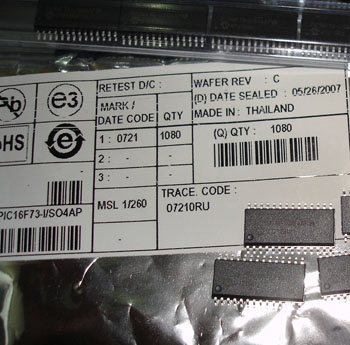 RETEST D/C :
WAFER REV : C
(D) DATE SEALED : 05/26/2007
MADE IN : THAILAND
MARK / DATE CODE : QTY
1 : 0721 1080
(Q) QTY : 1080
2 : - -
3 : - -
e3
e
MSL 1/260
TRACE. CODE :
07210RU
PIC16F73-I/SO4AP